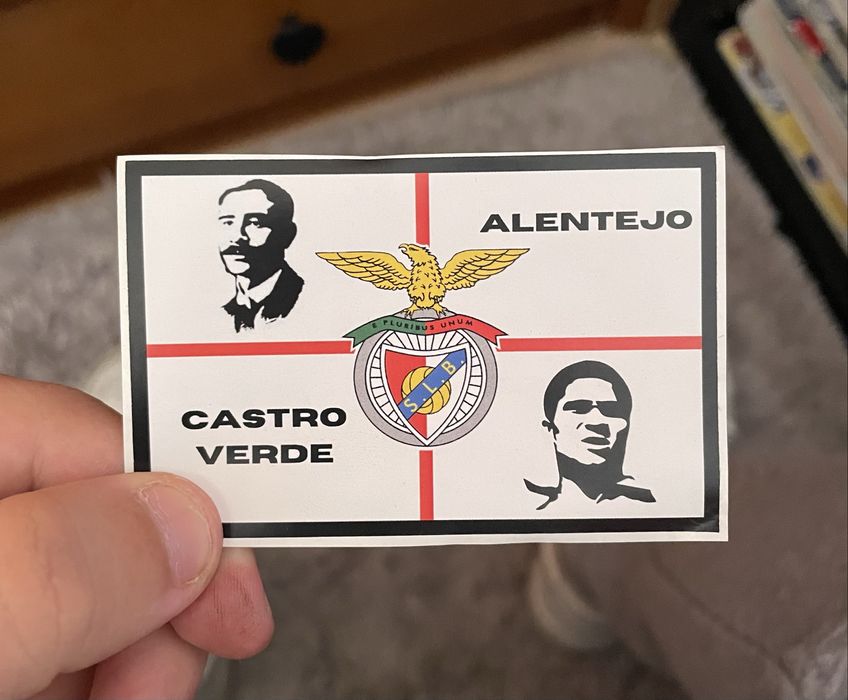 ALENTEJO
E PLURIBUS UNUM
S. L. B.
CASTRO
VERDE